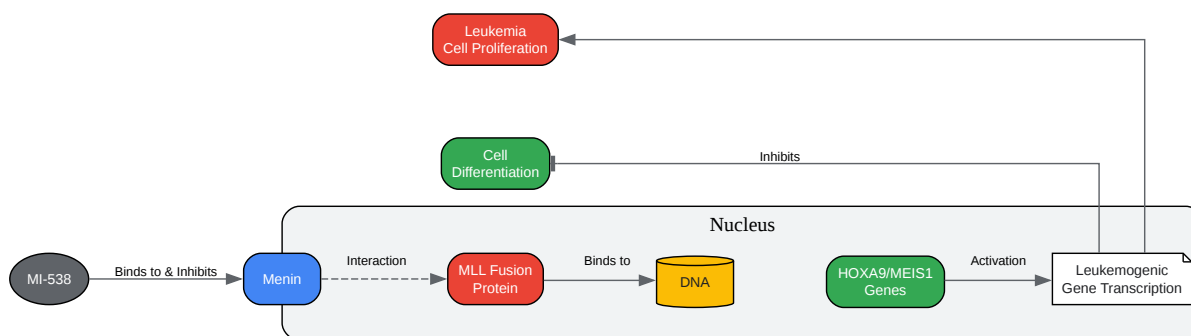 Leukemia
Cell Proliferation
Cell
Differentiation
Inhibits
Nucleus
MI-538
Binds to & Inhibits
Menin
Interaction
MLL Fusion
Protein
Binds to
DNA
HOXA9/MEIS1
Genes
Activation
Leukemogenic
Gene Transcription